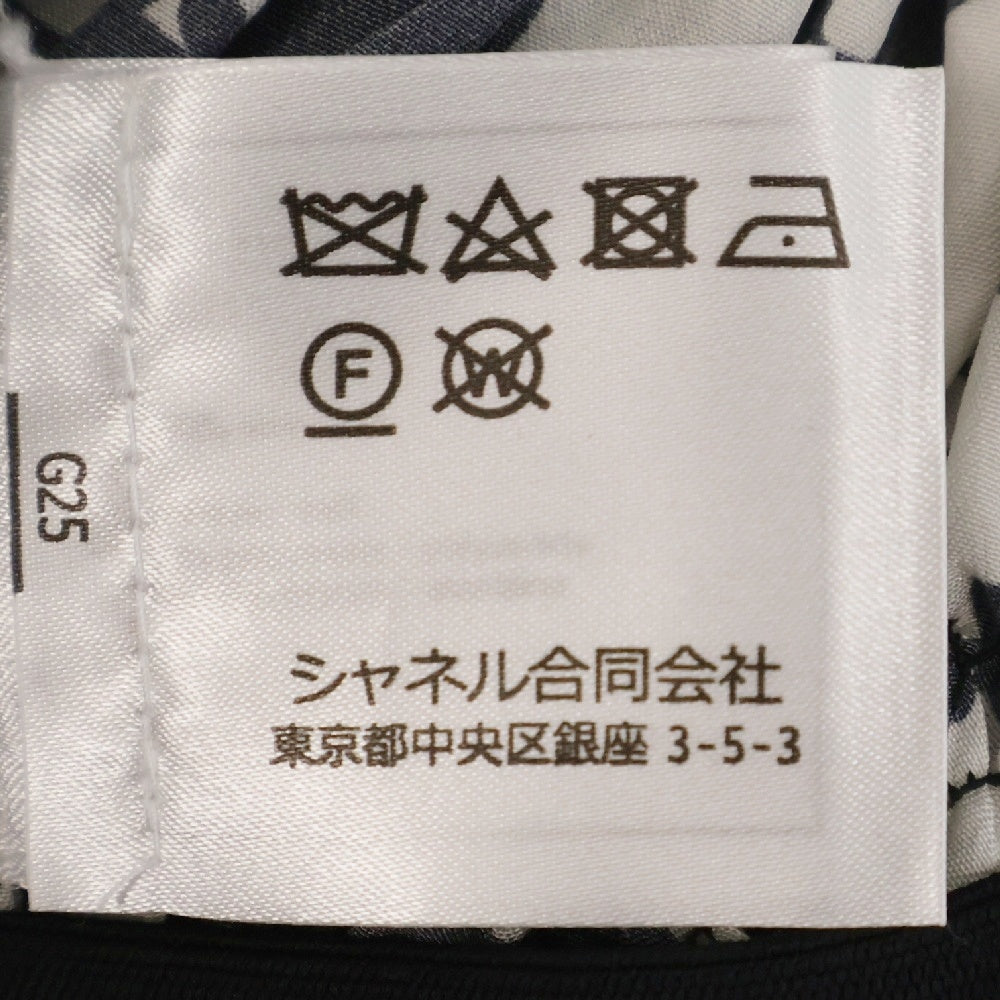 F W
G25
シャネル合同会社
東京都中央区銀座 3-5-3